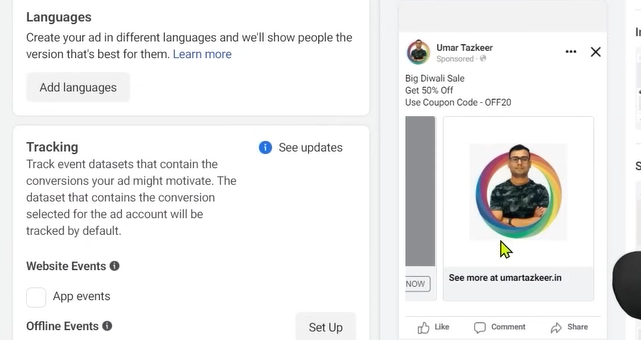 Languages
Create your ad in different languages and we'll show people the
version that's best for them. Learn more
Add languages
Tracking
See updates
Track event datasets that contain the
conversions your ad might motivate. The
dataset that contains the conversion
selected for the ad account will be
tracked by default.
Website Events
App events
Offline Events
Set Up
Umar Tazkeer
Sponsored ·
Big Diwali Sale
Get 50% Off
Use Coupon Code - OFF20
NOW
See more at umartazkeer.in
Like
Comment
Share